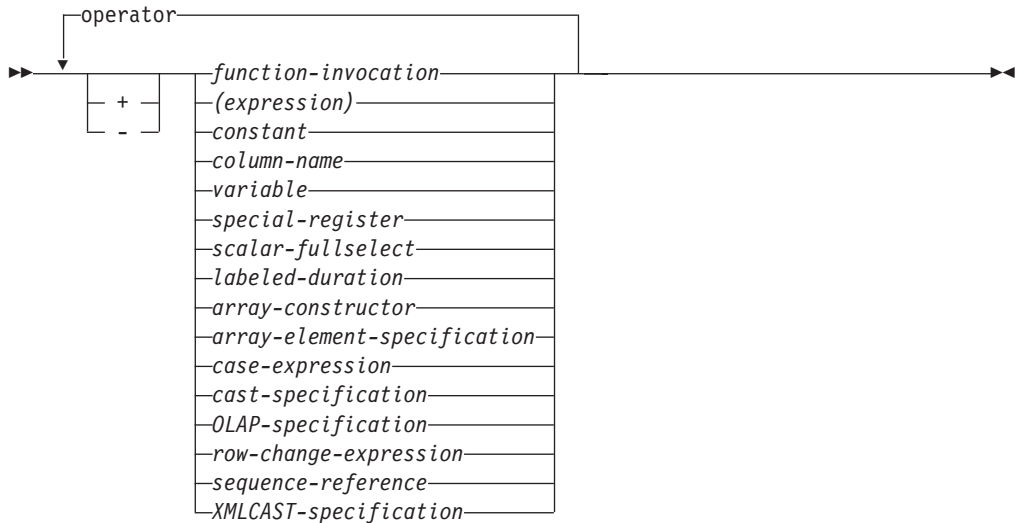 operator
function-invocation
+
(expression)
-
constant
column-name
variable
special-register
scalar-fullselect
labeled-duration
array-constructor
array-element-specification
case-expression
cast-specification
OLAP-specification
row-change-expression
sequence-reference
XMLCAST-specification